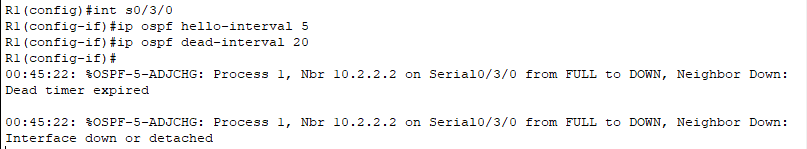 R1(config)#int s0/3/0
R1(config-if)#ip ospf hello-interval 5
R1(config-if)#ip ospf dead-interval 20
R1(config-if)#
00:45:22: %OSPF-5-ADJCHG: Process 1, Nbr 10.2.2.2 on Serial0/3/0 from FULL to DOWN, Neighbor Down:
Dead timer expired
00:45:22: %OSPF-5-ADJCHG: Process 1, Nbr 10.2.2.2 on Serial0/3/0 from FULL to DOWN, Neighbor Down:
Interface down or detached